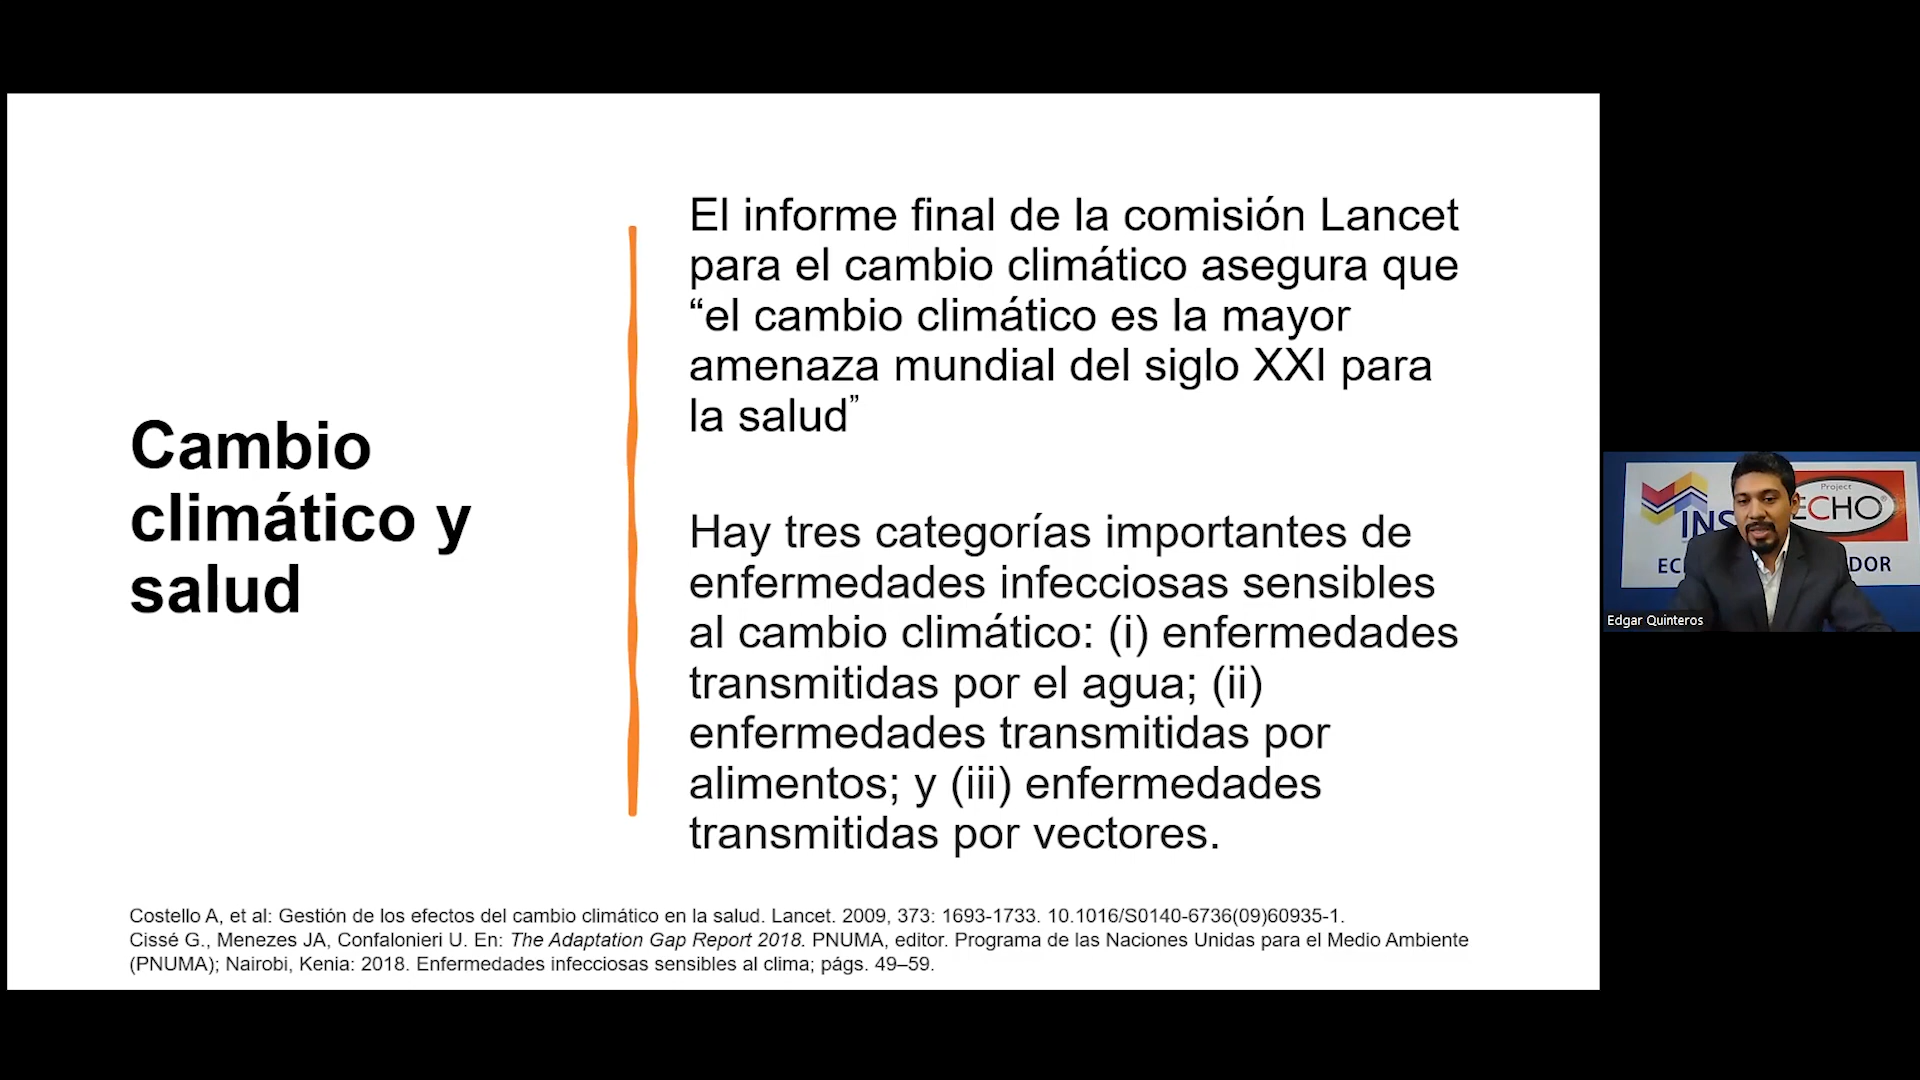 Cambio
climático y
salud
El informe final de la comisión Lancet
para el cambio climático asegura que
“el cambio climático es la mayor
amenaza mundial del siglo XXI para
la salud”
Hay tres categorías importantes de
enfermedades infecciosas sensibles
al cambio climático: (i) enfermedades
transmitidas por el agua; (ii)
enfermedades transmitidas por
alimentos; y (iii) enfermedades
transmitidas por vectores.
Costello A, et al: Gestión de los efectos del cambio climático en la salud. Lancet. 2009, 373: 1693-1733. 10.1016/S0140-6736(09)60935-1.
Cissé G., Menezes JA, Confalonieri U. En: The Adaptation Gap Report 2018. PNUMA, editor. Programa de las Naciones Unidas para el Medio Ambiente
(PNUMA); Nairobi, Kenia: 2018. Enfermedades infecciosas sensibles al clima; págs. 49–59.
Project
INS ECHO®
EC DOR
Edgar Quinteros